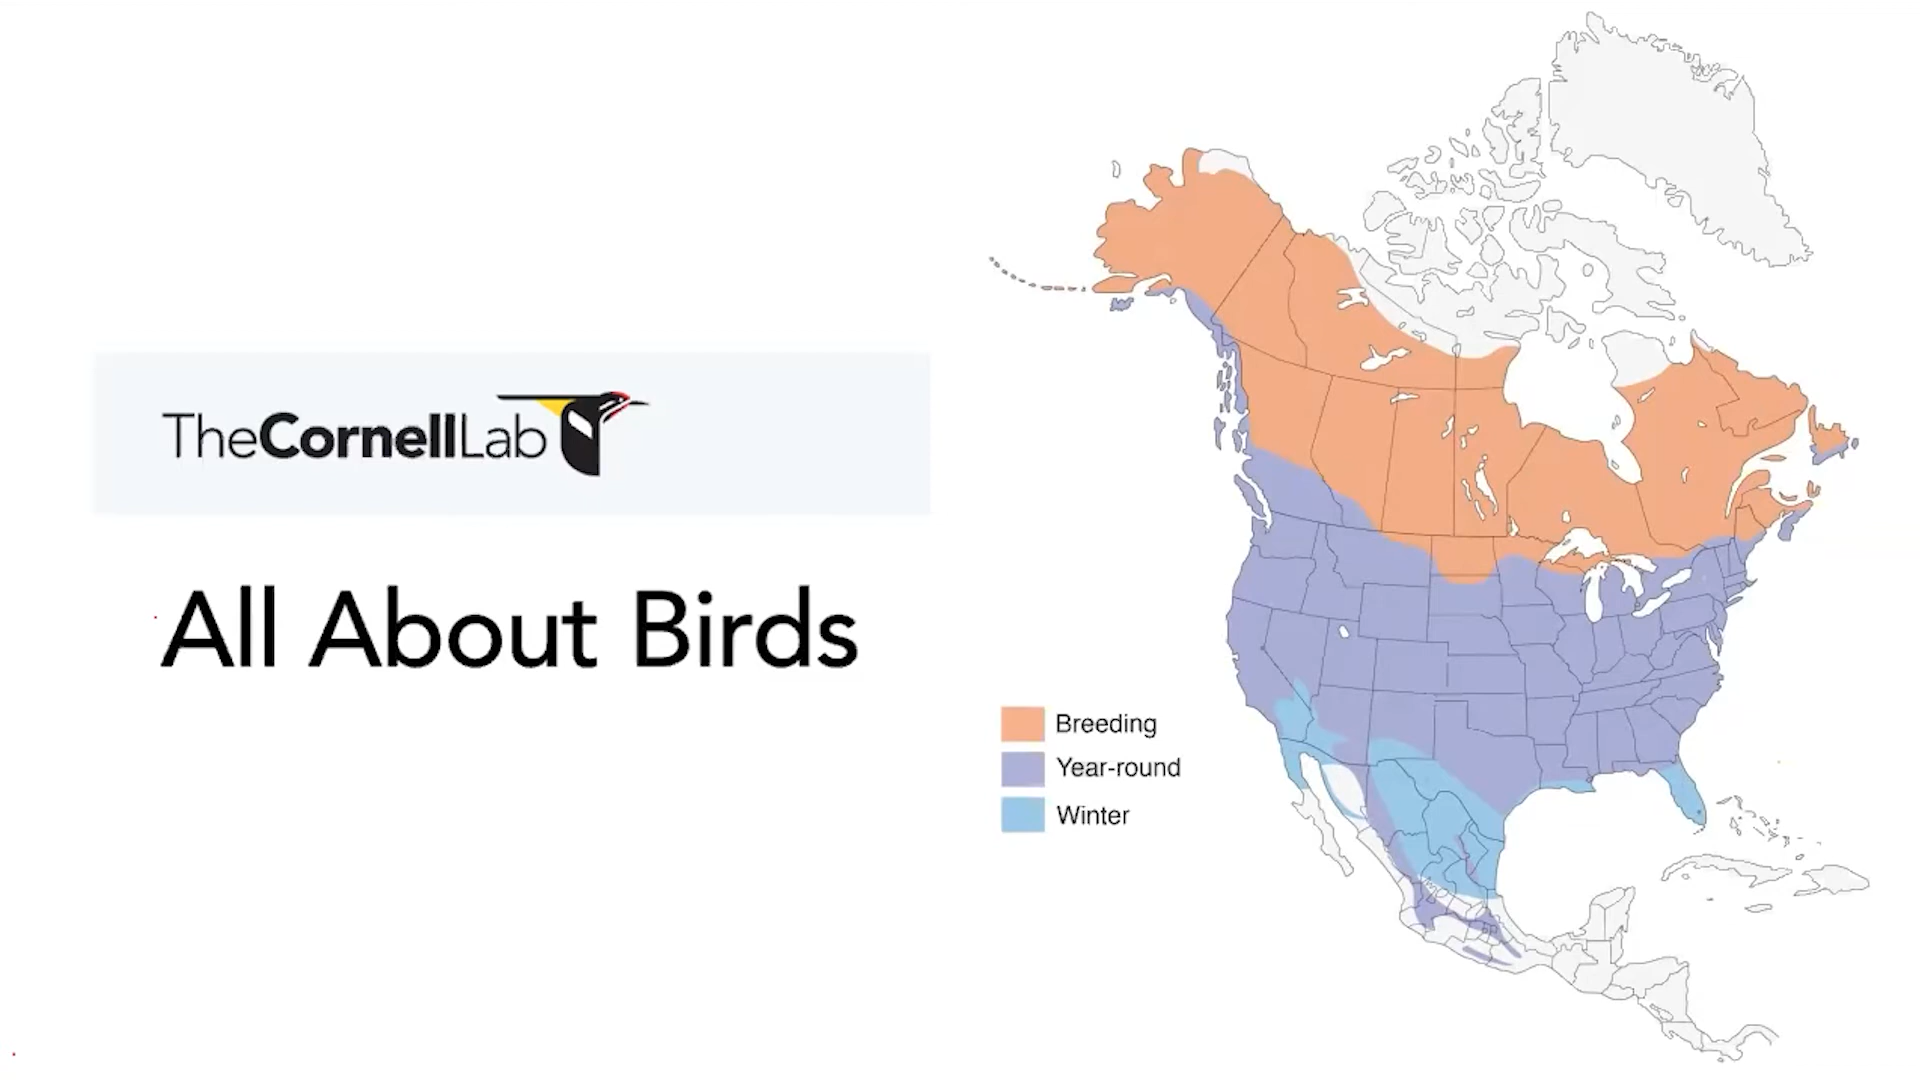 TheCornellLab
All About Birds
Breeding
Year-round
Winter